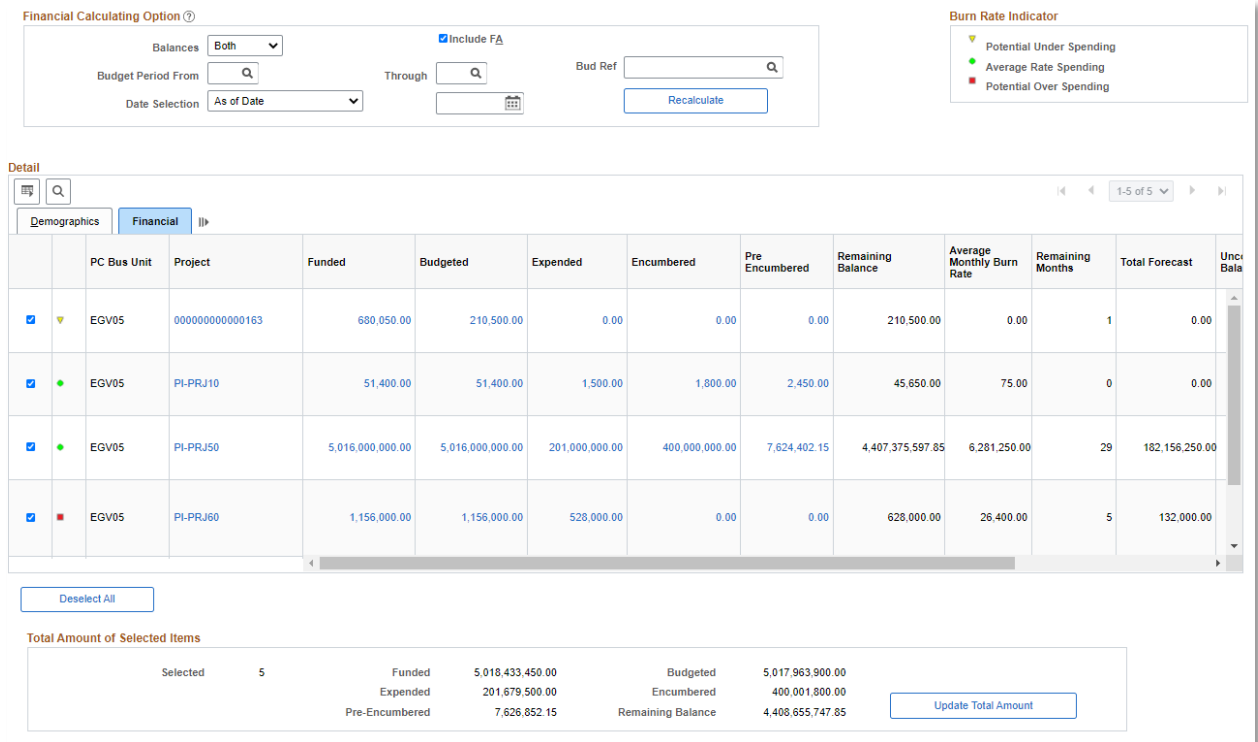 Financial Calculating Option
Balances Both Include FA
Budget Period From Through Bud Ref
Date Selection As of Date Recalculate
Burn Rate Indicator
Potential Under Spending
Average Rate Spending
Potential Over Spending
Detail
1-5 of 5
Demographics Financial
PC Bus Unit Project Funded Budgeted Expended Encumbered Pre Encumbered Remaining Balance Average Monthly Burn Rate Remaining Months Total Forecast Unco Bala
EGV05 000000000000163 680,050.00 210,500.00 0.00 0.00 0.00 210,500.00 0.00 1 0.00
EGV05 PI-PRJ10 51,400.00 51,400.00 1,500.00 1,800.00 2,450.00 45,650.00 75.00 0 0.00
EGV05 PI-PRJ50 5,016,000,000.00 5,016,000,000.00 201,000,000.00 400,000,000.00 7,624,402.15 4,407,375,597.85 6,281,250.00 29 182,156,250.00
EGV05 PI-PRJ60 1,156,000.00 1,156,000.00 528,000.00 0.00 0.00 628,000.00 26,400.00 5 132,000.00
Deselect All
Total Amount of Selected Items
Selected 5 Funded 5,018,433,450.00 Budgeted 5,017,963,900.00
Expended 201,679,500.00 Encumbered 400,001,800.00
Pre-Encumbered 7,626,852.15 Remaining Balance 4,408,655,747.85
Update Total Amount